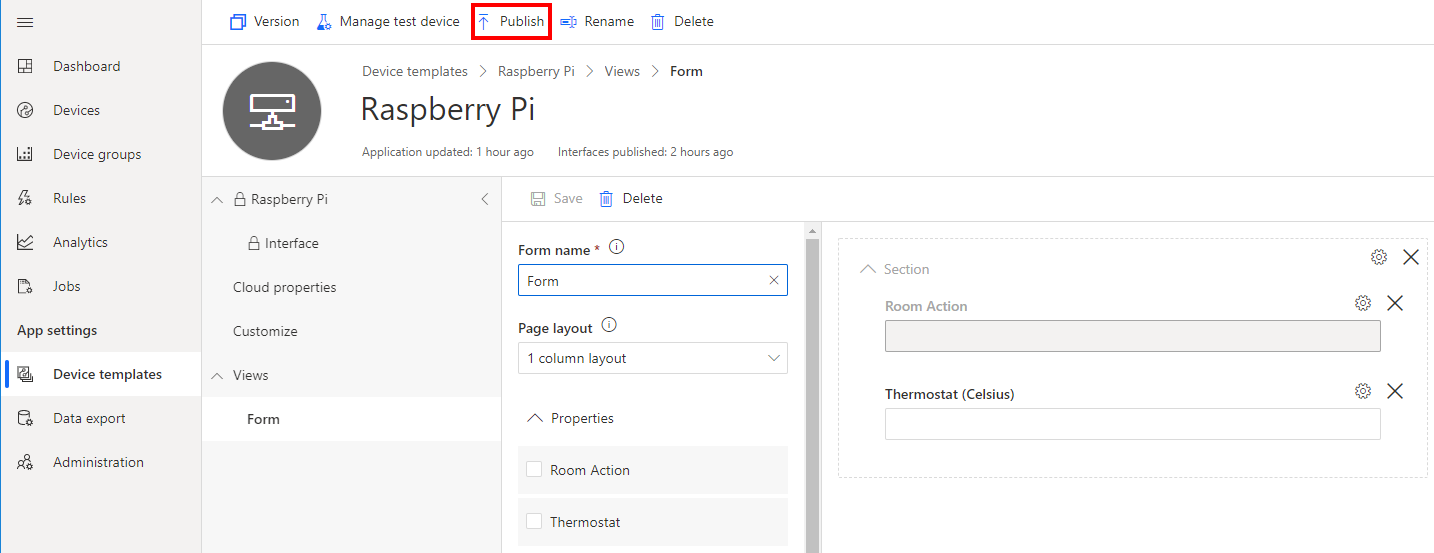 Version Manage test device Publish Rename Delete
Dashboard
Devices
Device groups
Rules
Analytics
Jobs
App settings
Device templates
Data export
Administration
Device templates > Raspberry Pi > Views > Form
Raspberry Pi
Application updated: 1 hour ago Interfaces published: 2 hours ago
Raspberry Pi
Interface
Cloud properties
Customize
Views
Form
Save Delete
Form name *
Form
Page layout
1 column layout
Properties
Room Action
Thermostat
Section
Room Action
Thermostat (Celsius)